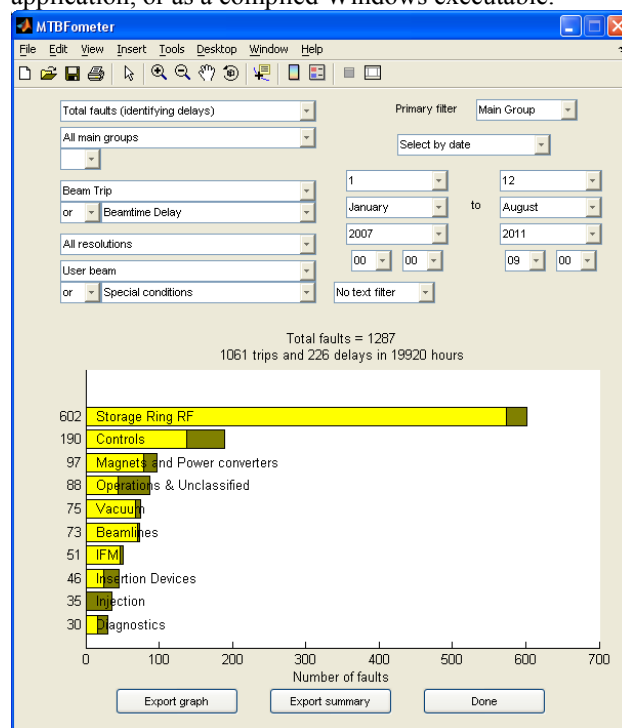 application, or as a compiled Windows executable.
MTBFometer
File Edit View Insert Tools Desktop Window Help
Total faults (identifying delays)
Primary filter Main Group
All main groups
Select by date
Beam Trip
1 12
or Beamtime Delay
January to August
2007 2011
All resolutions
00 00 09 00
User beam
or Special conditions
No text filter
Total faults = 1287
1061 trips and 226 delays in 19920 hours
602 Storage Ring RF
190 Controls
97 Magnets and Power converters
88 Operations & Unclassified
75 Vacuum
73 Beamlines
51 IFM
46 Insertion Devices
35 Injection
30 Diagnostics
0 100 200 300 400 500 600 700
Number of faults
Export graph Export summary Done